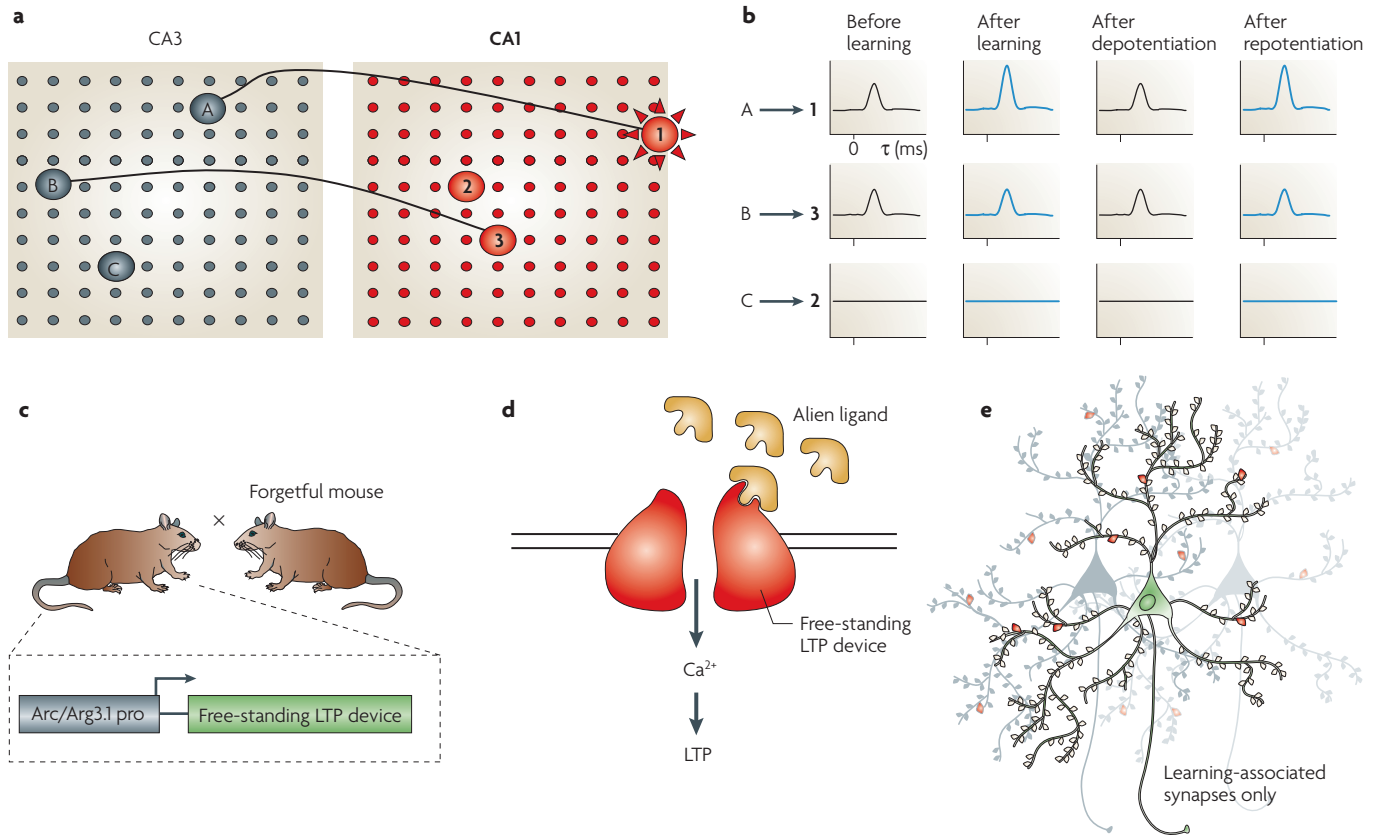 a
CA3
CA1
A
B
C
1
2
3
b
Before
learning
After
learning
After
depotentiation
After
repotentiation
A
1
0
τ (ms)
B
3
C
2
c
Forgetful mouse
×
Arc/Arg3.1 pro
Free-standing LTP device
d
Alien ligand
Free-standing
LTP device
Ca²⁺
LTP
e
Learning-associated
synapses only